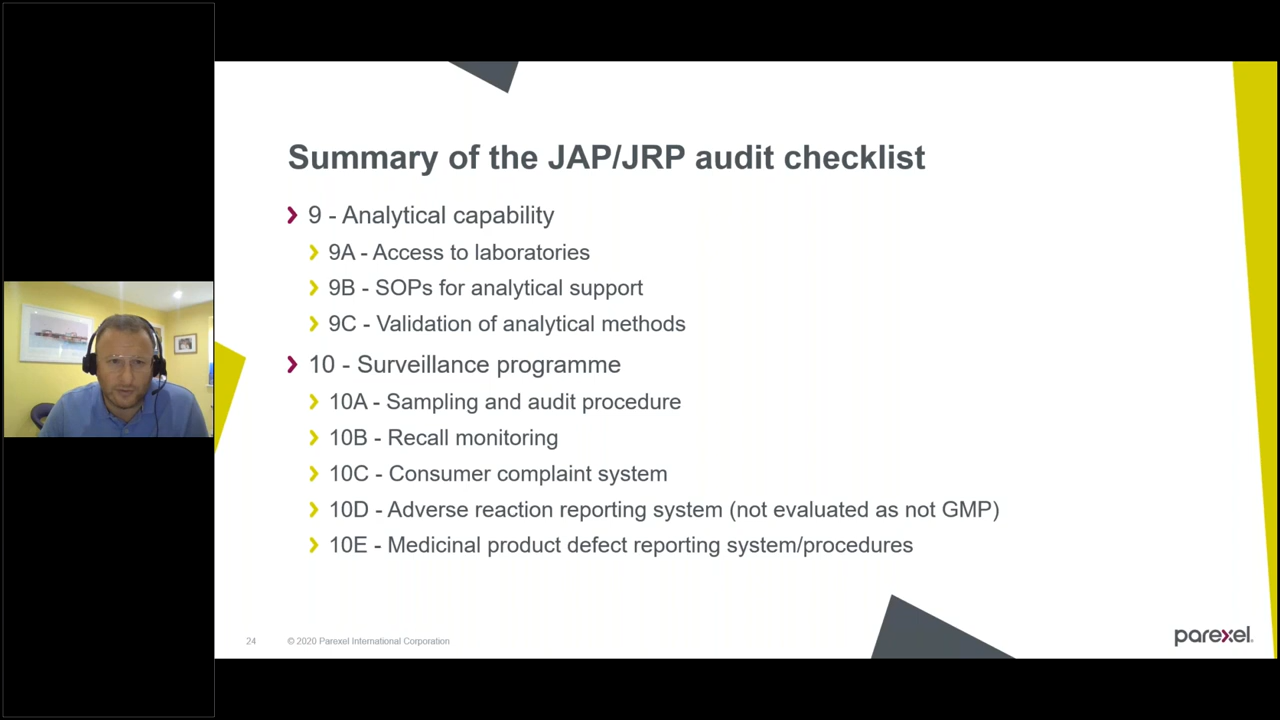 Summary of the JAP/JRP audit checklist
9 - Analytical capability
9A - Access to laboratories
9B - SOPs for analytical support
9C - Validation of analytical methods
10 - Surveillance programme
10A - Sampling and audit procedure
10B - Recall monitoring
10C - Consumer complaint system
10D - Adverse reaction reporting system (not evaluated as not GMP)
10E - Medicinal product defect reporting system/procedures
24 © 2020 Parexel International Corporation
parexel.